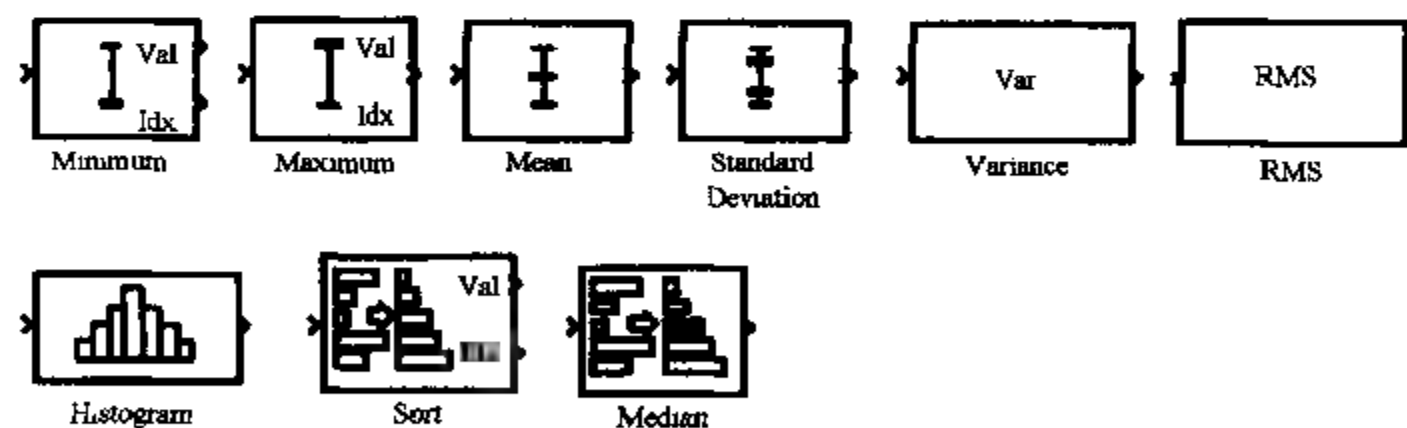 Val
Idx
Minimum
Val
Idx
Maximum
Mean
Standard
Deviation
Var
Variance
RMS
RMS
Histogram
Val
Sort
Median